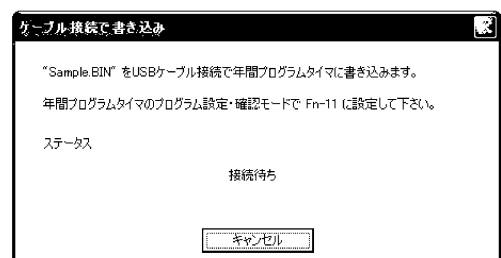 ケーブル接続で書き込み
"Sample.BIN" をUSBケーブル接続で年間プログラムタイマに書き込みます。
年間プログラムタイマのプログラム設定・確認モードで Fn-11 に設定して下さい。
ステータス
接続待ち
キャンセル